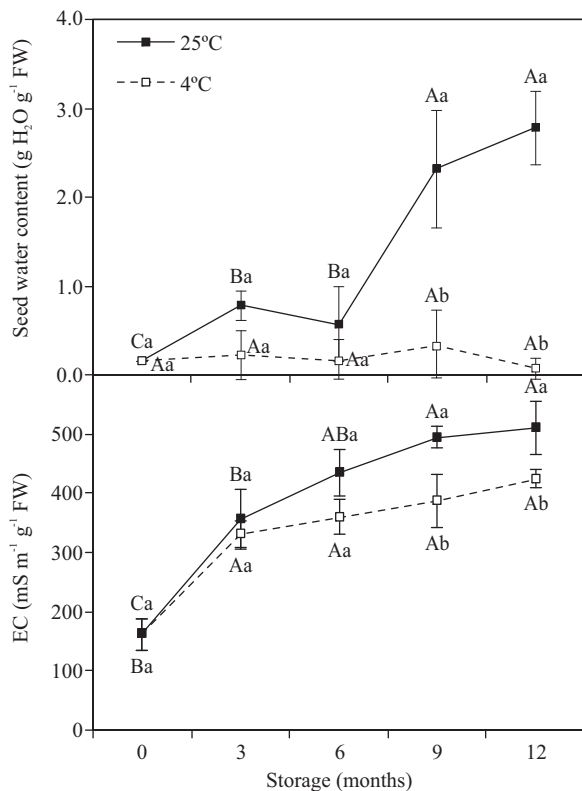 4.0
25ºC
Aa
4ºC
Aa
3.0
Seed water content (g H₂O g⁻¹ FW)
2.0
Ba
1.0
Ba
Ab
Ca
Aa
Ab
Aa
Aa
0.0
Aa
500
Aa
ABa
Ba
400
EC (mS m⁻¹ g⁻¹ FW)
300
Aa
Aa
Ab
Ab
200
Ca
100
Ba
0
0 3 6 9 12
Storage (months)